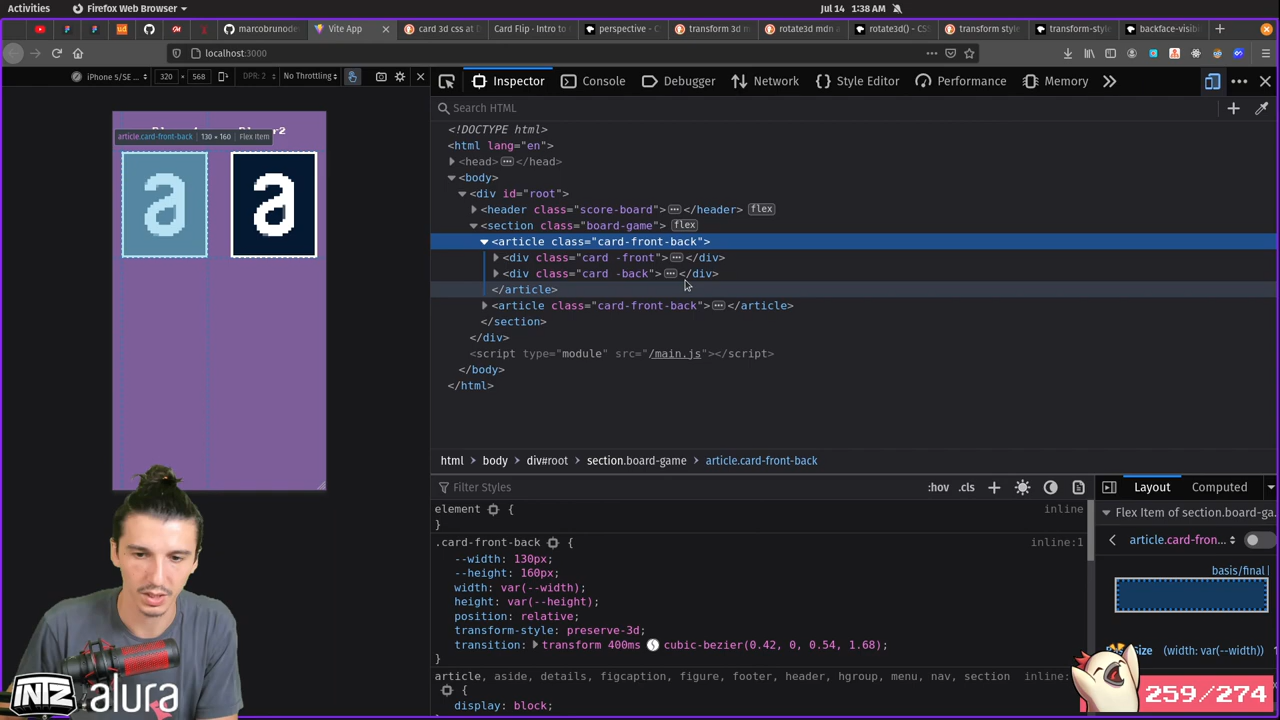 Activities
Firefox Web Browser
Jul 14 1:38 AM
marcobrunodev
Vite App
card 3d css at D
Card Flip - Intro to
perspective - C
transform 3d m
rotate3d mdn a
rotate3d() - CS
transform style
transform-style
backface-visibi
localhost:3000
iPhone 5/SE ...
320
568
DPR: 2
No Throttling
Inspector
Console
Debugger
Network
Style Editor
Performance
Memory
Search HTML
<!DOCTYPE html>
<html lang="en">
<head> </head>
<body>
<div id="root">
<header class="score-board"> </header> flex
<section class="board-game"> flex
<article class="card-front-back">
<div class="card -front"> </div>
<div class="card -back"> </div>
</article>
<article class="card-front-back"> </article>
</section>
</div>
<script type="module" src="/main.js"></script>
</body>
</html>
article.card-front-back 130 × 160 Flex Item
a
a
html
body
div#root
section.board-game
article.card-front-back
Filter Styles
:hov .cls
Layout
Computed
element {
inline
}
.card-front-back {
inline:1
--width: 130px;
--height: 160px;
width: var(--width);
height: var(--height);
position: relative;
transform-style: preserve-3d;
transition: transform 400ms cubic-bezier(0.42, 0, 0.54, 1.68);
}
article, aside, details, figcaption, figure, footer, header, hgroup, menu, nav, section
inline:
{
display: block;
Flex Item of section.board-ga...
article.card-fron...
basis/final
(width: var(--width))
alura
259/274